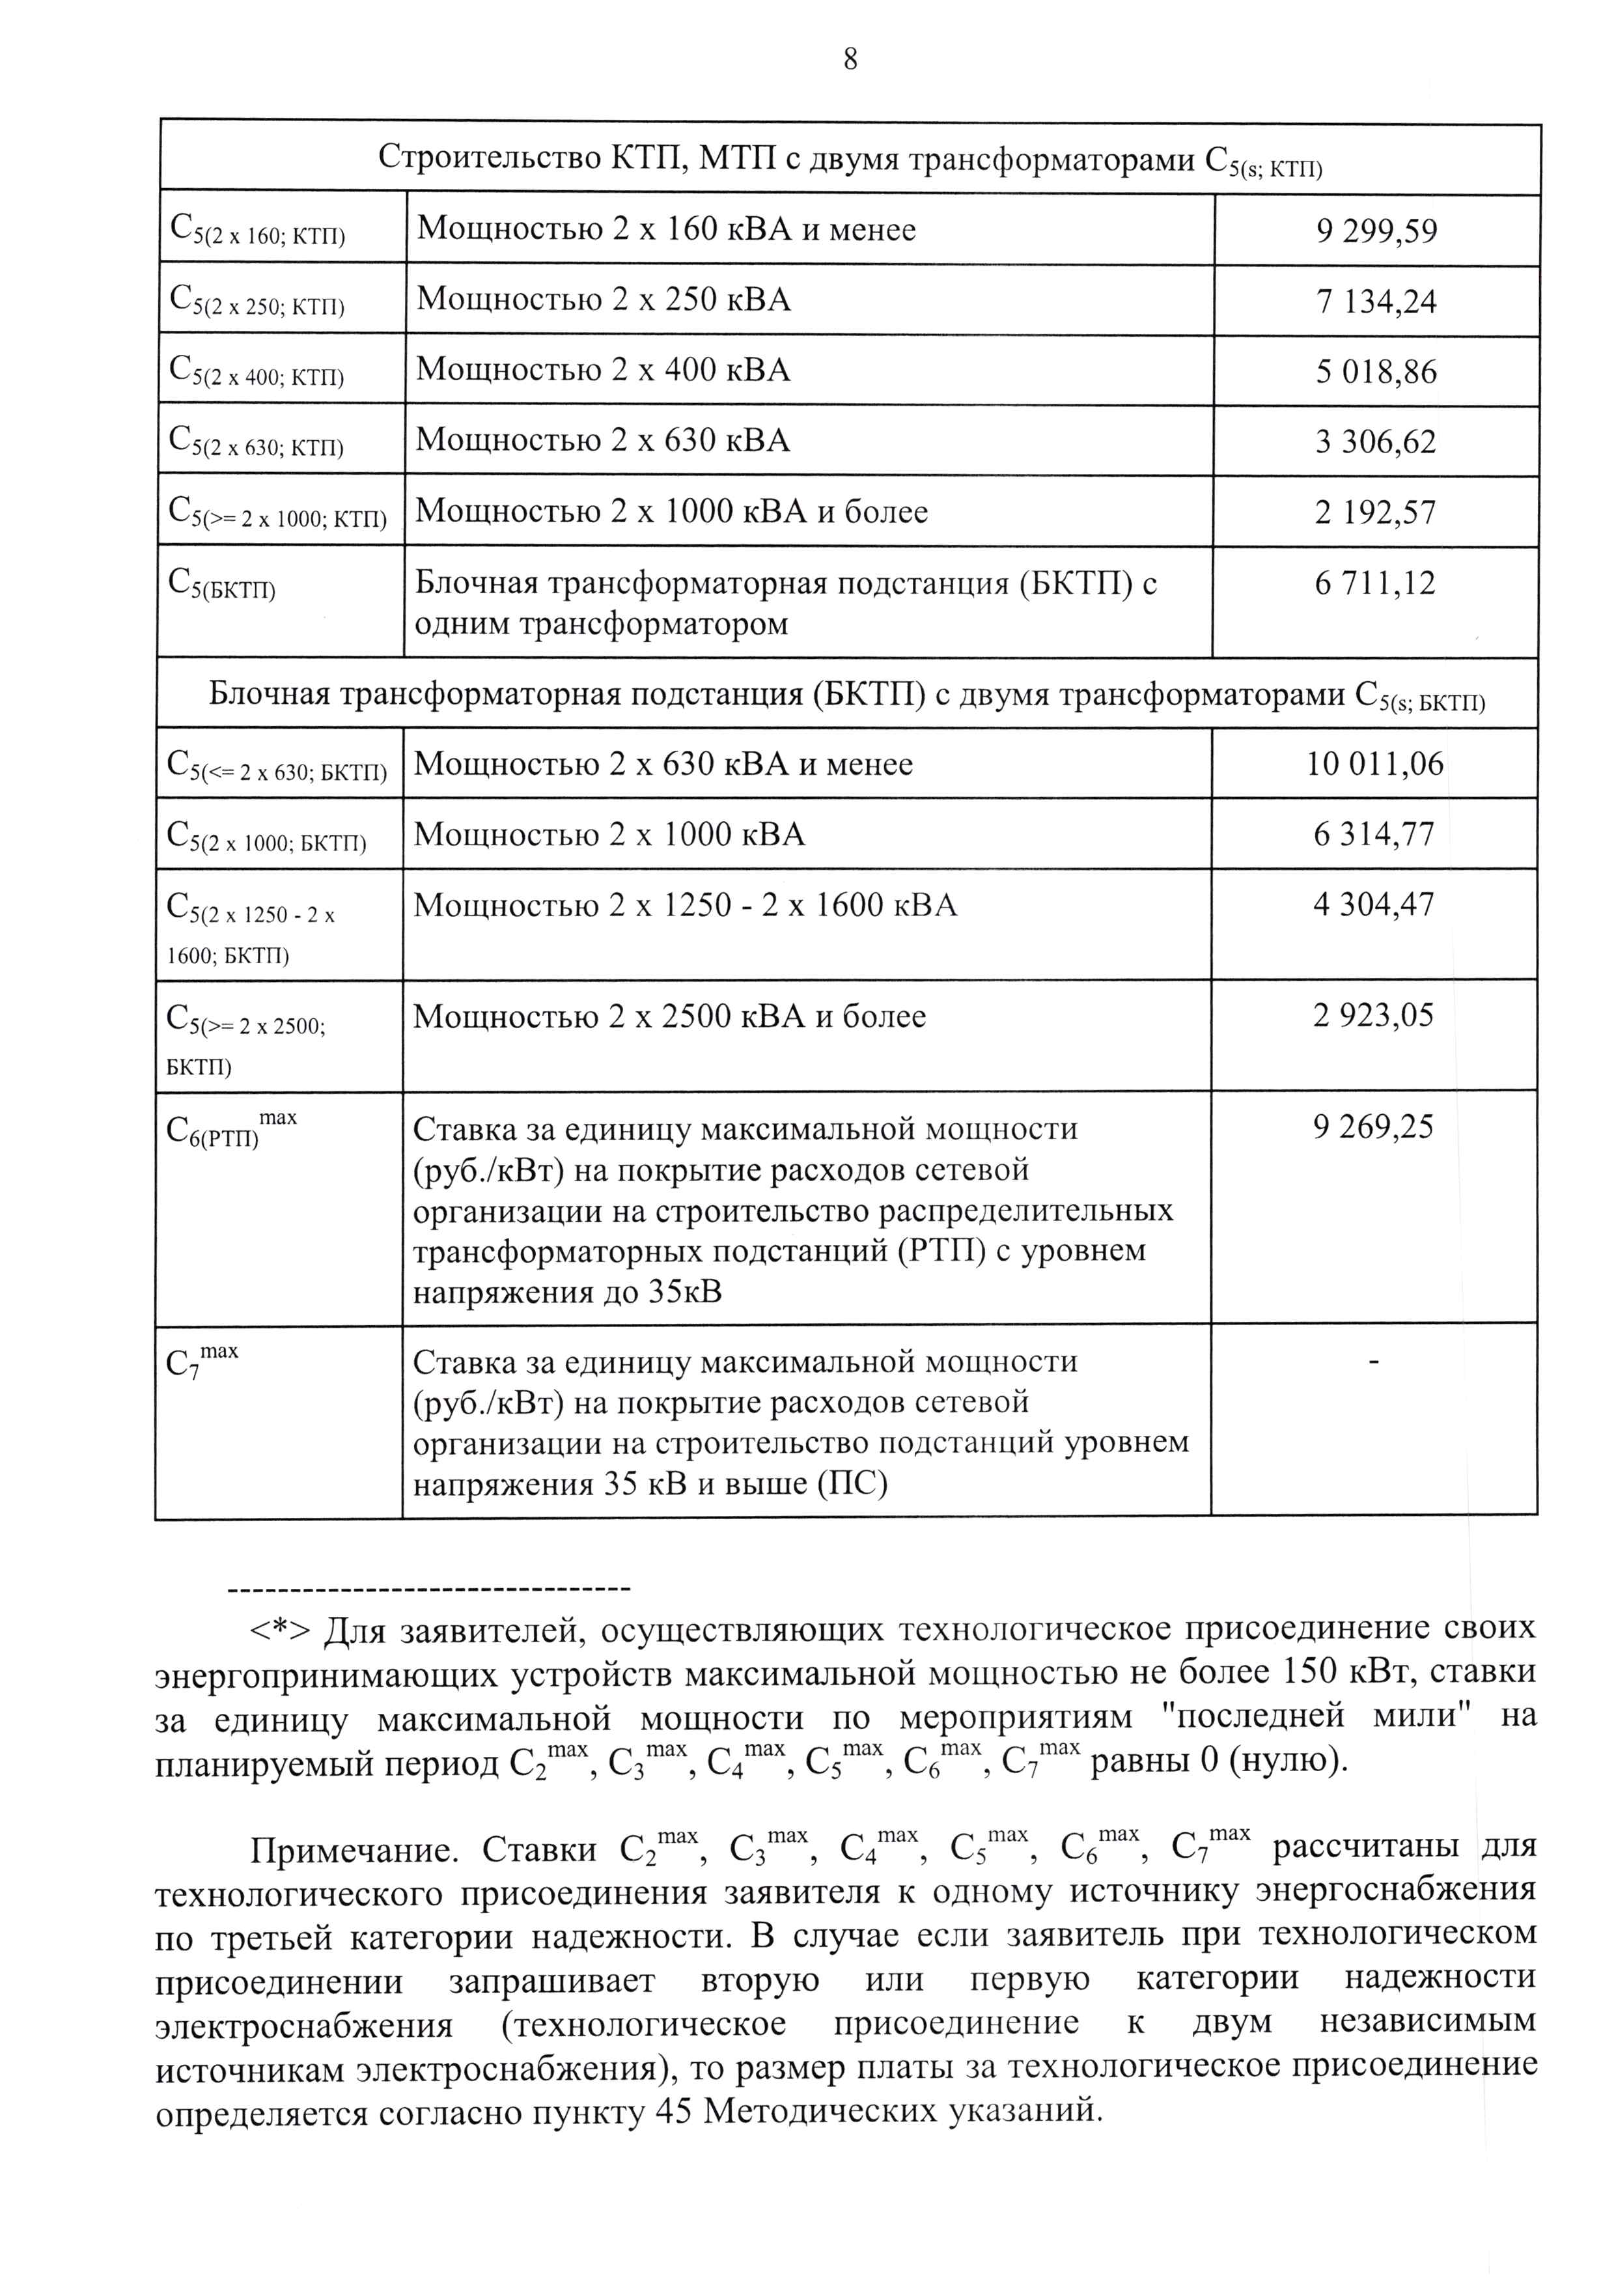 8
Строительство КТП, МТП с двумя трансформаторами C5(s; КТП)
C5(2 x 160; КТП) Мощностью 2 x 160 кВА и менее 9 299,59
C5(2 x 250; КТП) Мощностью 2 x 250 кВА 7 134,24
C5(2 x 400; КТП) Мощностью 2 x 400 кВА 5 018,86
C5(2 x 630; КТП) Мощностью 2 x 630 кВА 3 306,62
C5(>= 2 x 1000; КТП) Мощностью 2 x 1000 кВА и более 2 192,57
C5(БКТП) Блочная трансформаторная подстанция (БКТП) с 6 711,12
одним трансформатором
Блочная трансформаторная подстанция (БКТП) с двумя трансформаторами C5(s; БКТП)
C5(<= 2 x 630; БКТП) Мощностью 2 x 630 кВА и менее 10 011,06
C5(2 x 1000; БКТП) Мощностью 2 x 1000 кВА 6 314,77
C5(2 x 1250 - 2 x Мощностью 2 x 1250 - 2 x 1600 кВА 4 304,47
1600; БКТП)
C5(>= 2 x 2500; Мощностью 2 x 2500 кВА и более 2 923,05
БКТП)
C6(РТП)max Ставка за единицу максимальной мощности 9 269,25
(руб./кВт) на покрытие расходов сетевой
организации на строительство распределительных
трансформаторных подстанций (РТП) с уровнем
напряжения до 35кВ
C7max Ставка за единицу максимальной мощности -
(руб./кВт) на покрытие расходов сетевой
организации на строительство подстанций уровнем
напряжения 35 кВ и выше (ПС)
--------------------------------
<*> Для заявителей, осуществляющих технологическое присоединение своих
энергопринимающих устройств максимальной мощностью не более 150 кВт, ставки
за единицу максимальной мощности по мероприятиям "последней мили" на
планируемый период C2max, C3max, C4max, C5max, C6max, C7max равны 0 (нулю).
Примечание. Ставки C2max, C3max, C4max, C5max, C6max, C7max рассчитаны для
технологического присоединения заявителя к одному источнику энергоснабжения
по третьей категории надежности. В случае если заявитель при технологическом
присоединении запрашивает вторую или первую категории надежности
электроснабжения (технологическое присоединение к двум независимым
источникам электроснабжения), то размер платы за технологическое присоединение
определяется согласно пункту 45 Методических указаний.